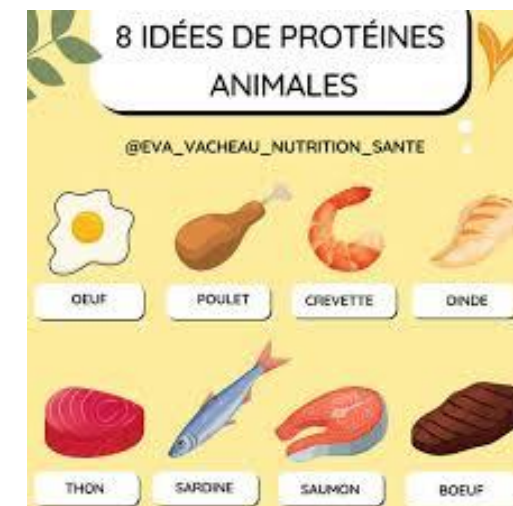 8 IDÉES DE PROTÉINES
ANIMALES
@EVA_VACHEAU_NUTRITION_SANTE
OEUF POULET CREVETTE DINDE
THON SARDINE SAUMON BOEUF